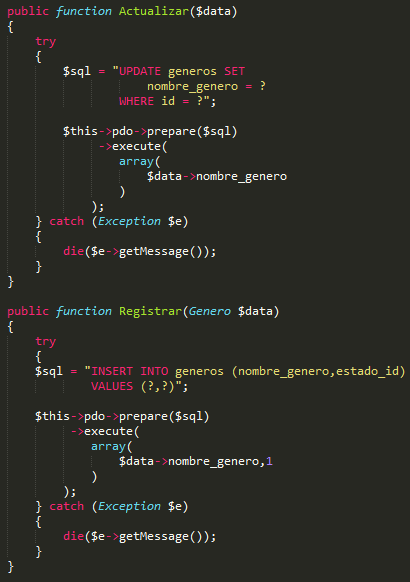 public function Actualizar($data)
{
    try
    {
        $sql = "UPDATE generos SET
                    nombre_genero = ?
                WHERE id = ?";

        $this->pdo->prepare($sql)
             ->execute(
                array(
                    $data->nombre_genero
                )
            );
    } catch (Exception $e)
    {
        die($e->getMessage());
    }
}

public function Registrar(Genero $data)
{
    try
    {
    $sql = "INSERT INTO generos (nombre_genero,estado_id)
            VALUES (?,?)";

    $this->pdo->prepare($sql)
         ->execute(
            array(
                $data->nombre_genero,1
            )
        );
    } catch (Exception $e)
    {
        die($e->getMessage());
    }
}